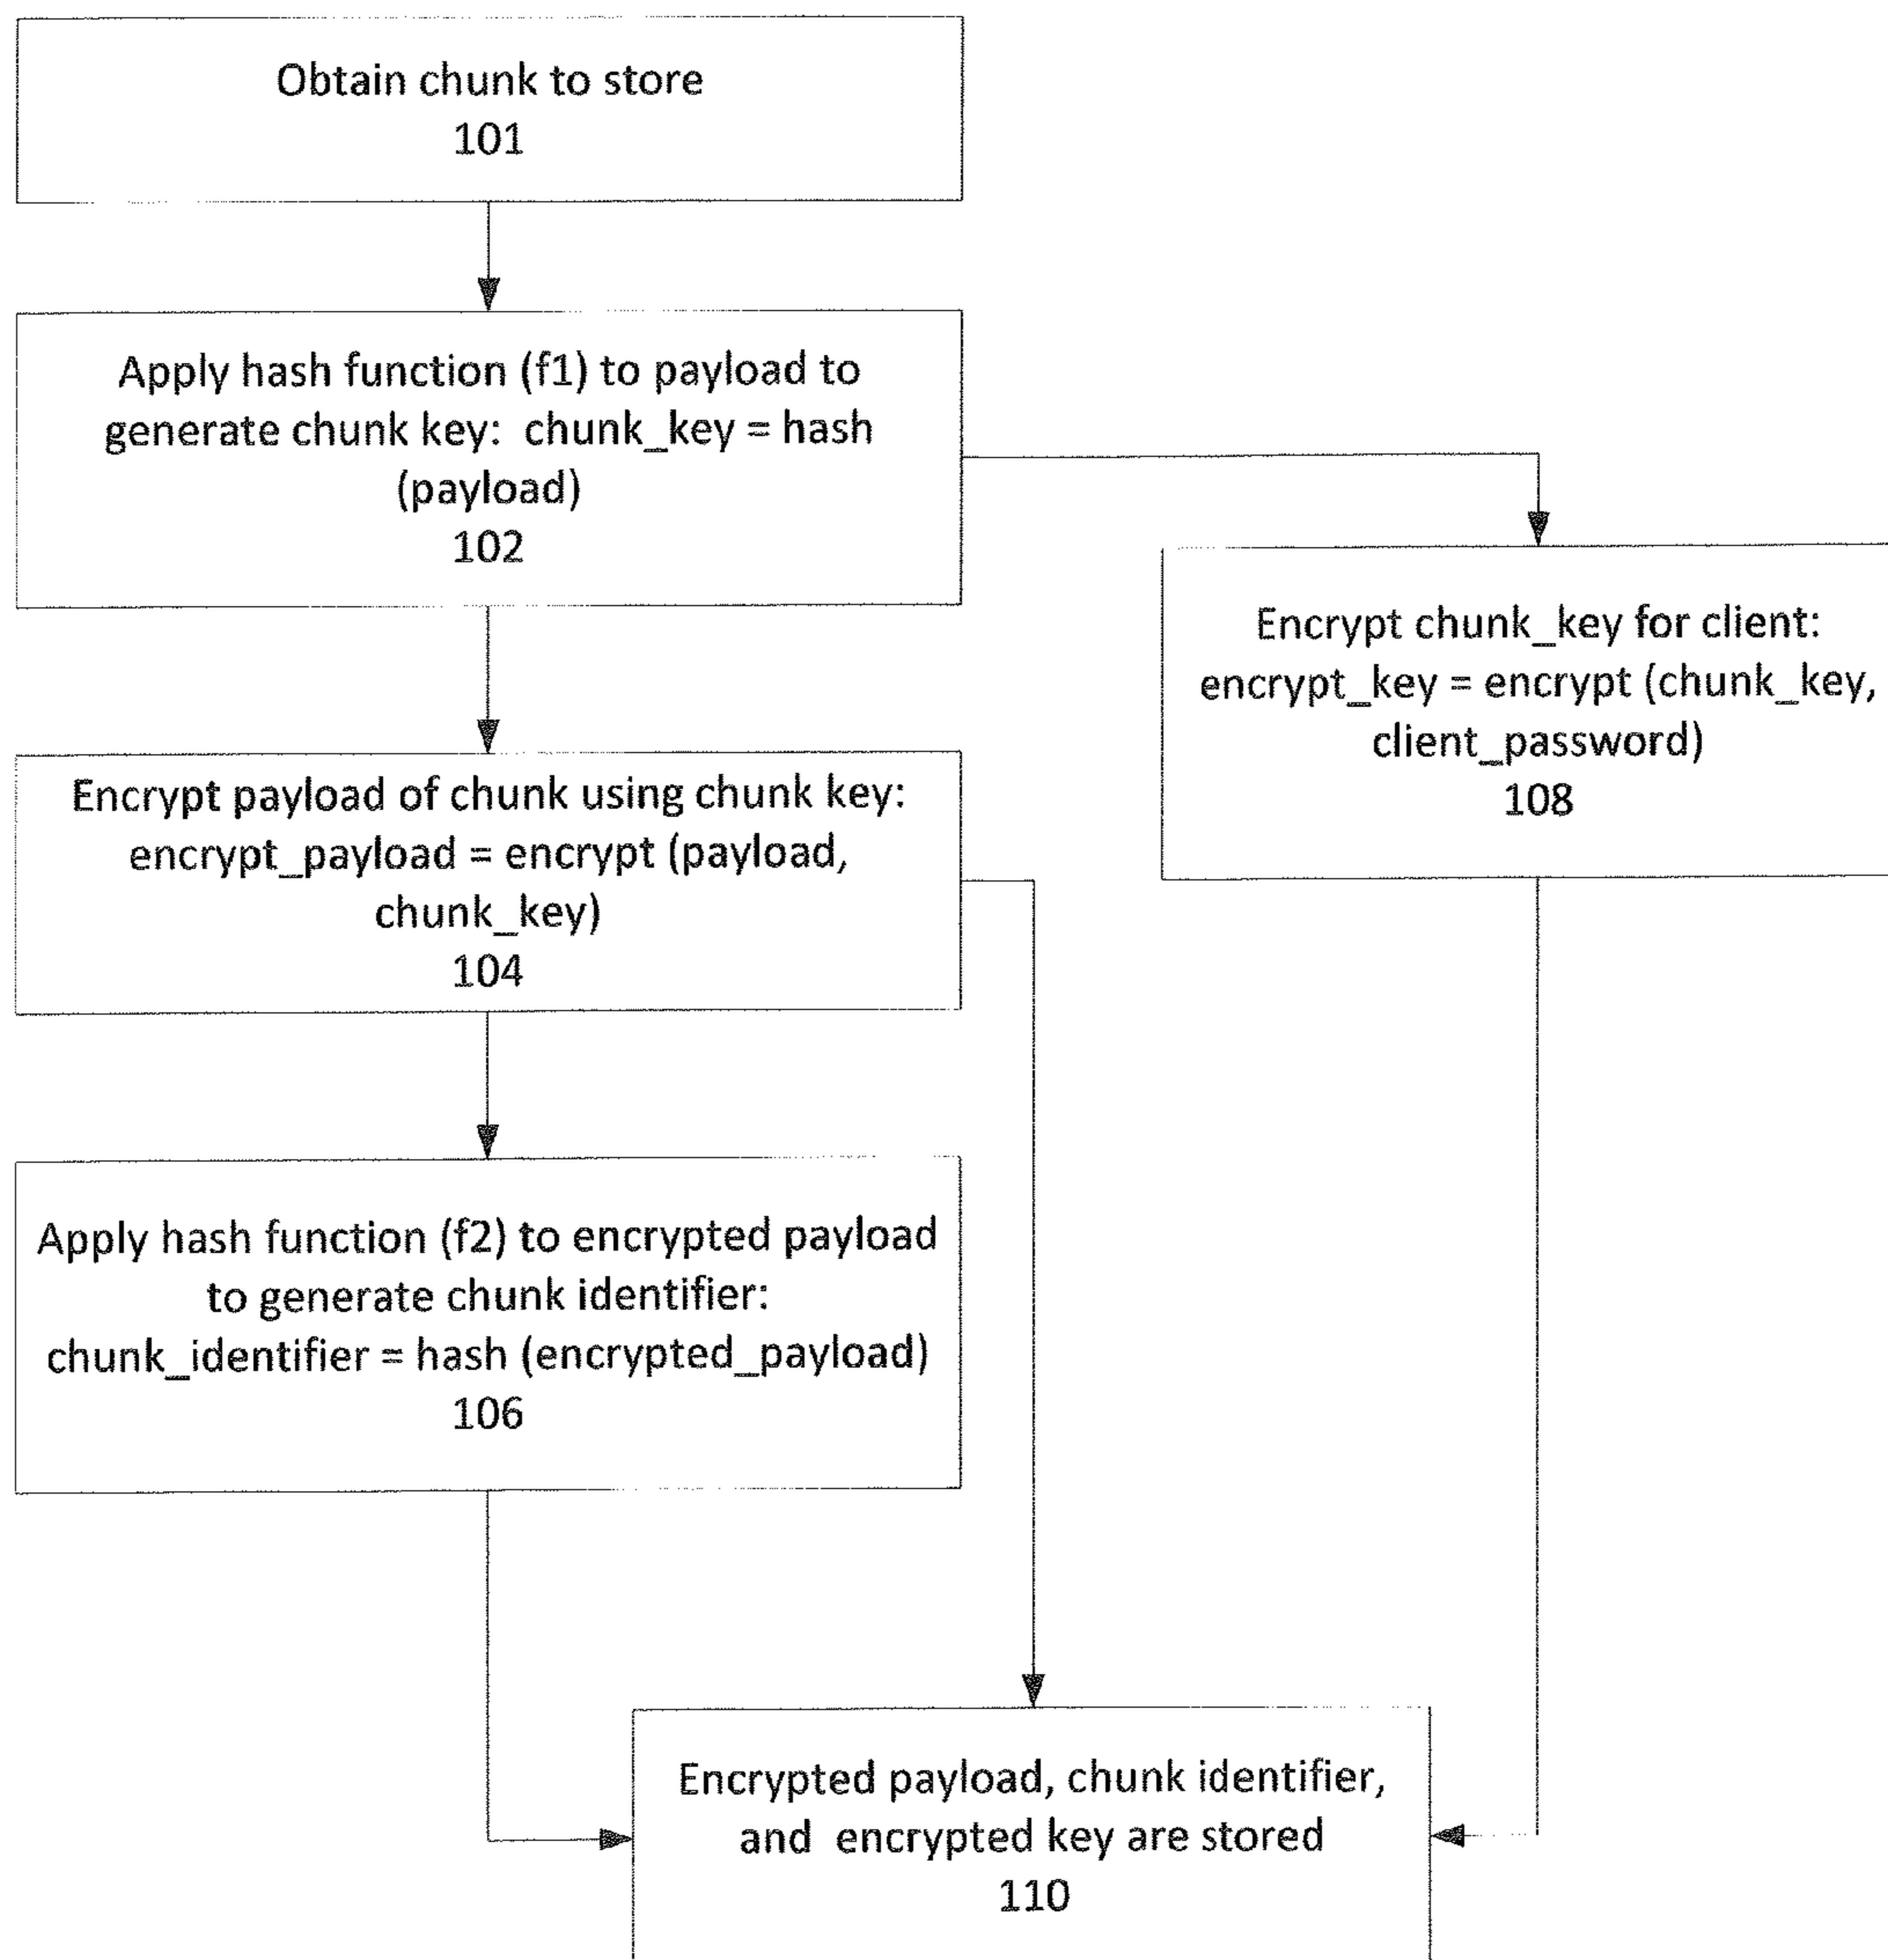 Obtain chunk to store
101
Apply hash function (f1) to payload to
generate chunk key:  chunk_key = hash
(payload)
102
Encrypt chunk_key for client:
encrypt_key = encrypt (chunk_key,
client_password)
108
Encrypt payload of chunk using chunk key:
encrypt_payload = encrypt (payload,
chunk_key)
104
Apply hash function (f2) to encrypted payload
to generate chunk identifier:
chunk_identifier = hash (encrypted_payload)
106
Encrypted payload, chunk identifier,
and  encrypted key are stored
110